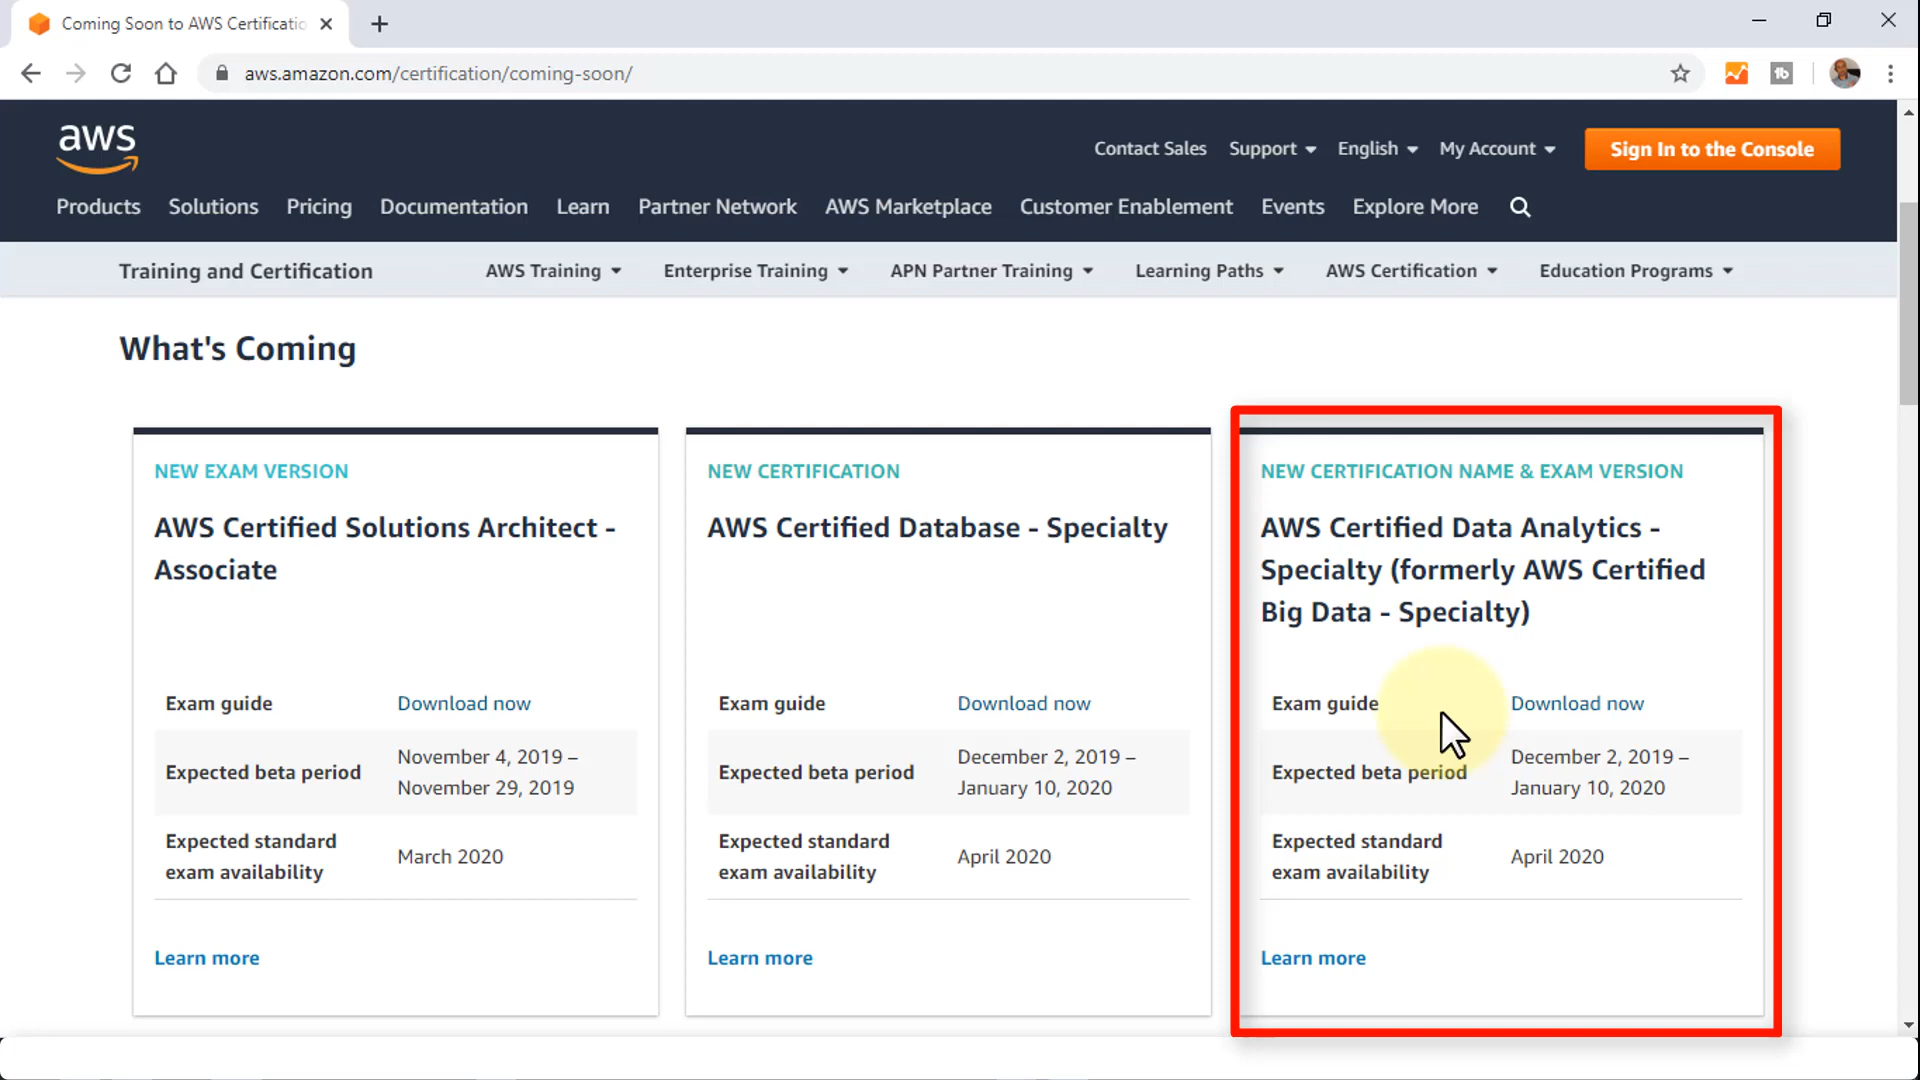 Coming Soon to AWS Certificatio
aws.amazon.com/certification/coming-soon/
aws
Contact Sales Support English My Account Sign In to the Console
Products Solutions Pricing Documentation Learn Partner Network AWS Marketplace Customer Enablement Events Explore More
Training and Certification AWS Training Enterprise Training APN Partner Training Learning Paths AWS Certification Education Programs
What's Coming
NEW EXAM VERSION
AWS Certified Solutions Architect -
Associate
Exam guide Download now
Expected beta period November 4, 2019 –
November 29, 2019
Expected standard
exam availability March 2020
Learn more
NEW CERTIFICATION
AWS Certified Database - Specialty
Exam guide Download now
Expected beta period December 2, 2019 –
January 10, 2020
Expected standard
exam availability April 2020
Learn more
NEW CERTIFICATION NAME & EXAM VERSION
AWS Certified Data Analytics -
Specialty (formerly AWS Certified
Big Data - Specialty)
Exam guide Download now
Expected beta period December 2, 2019 –
January 10, 2020
Expected standard
exam availability April 2020
Learn more